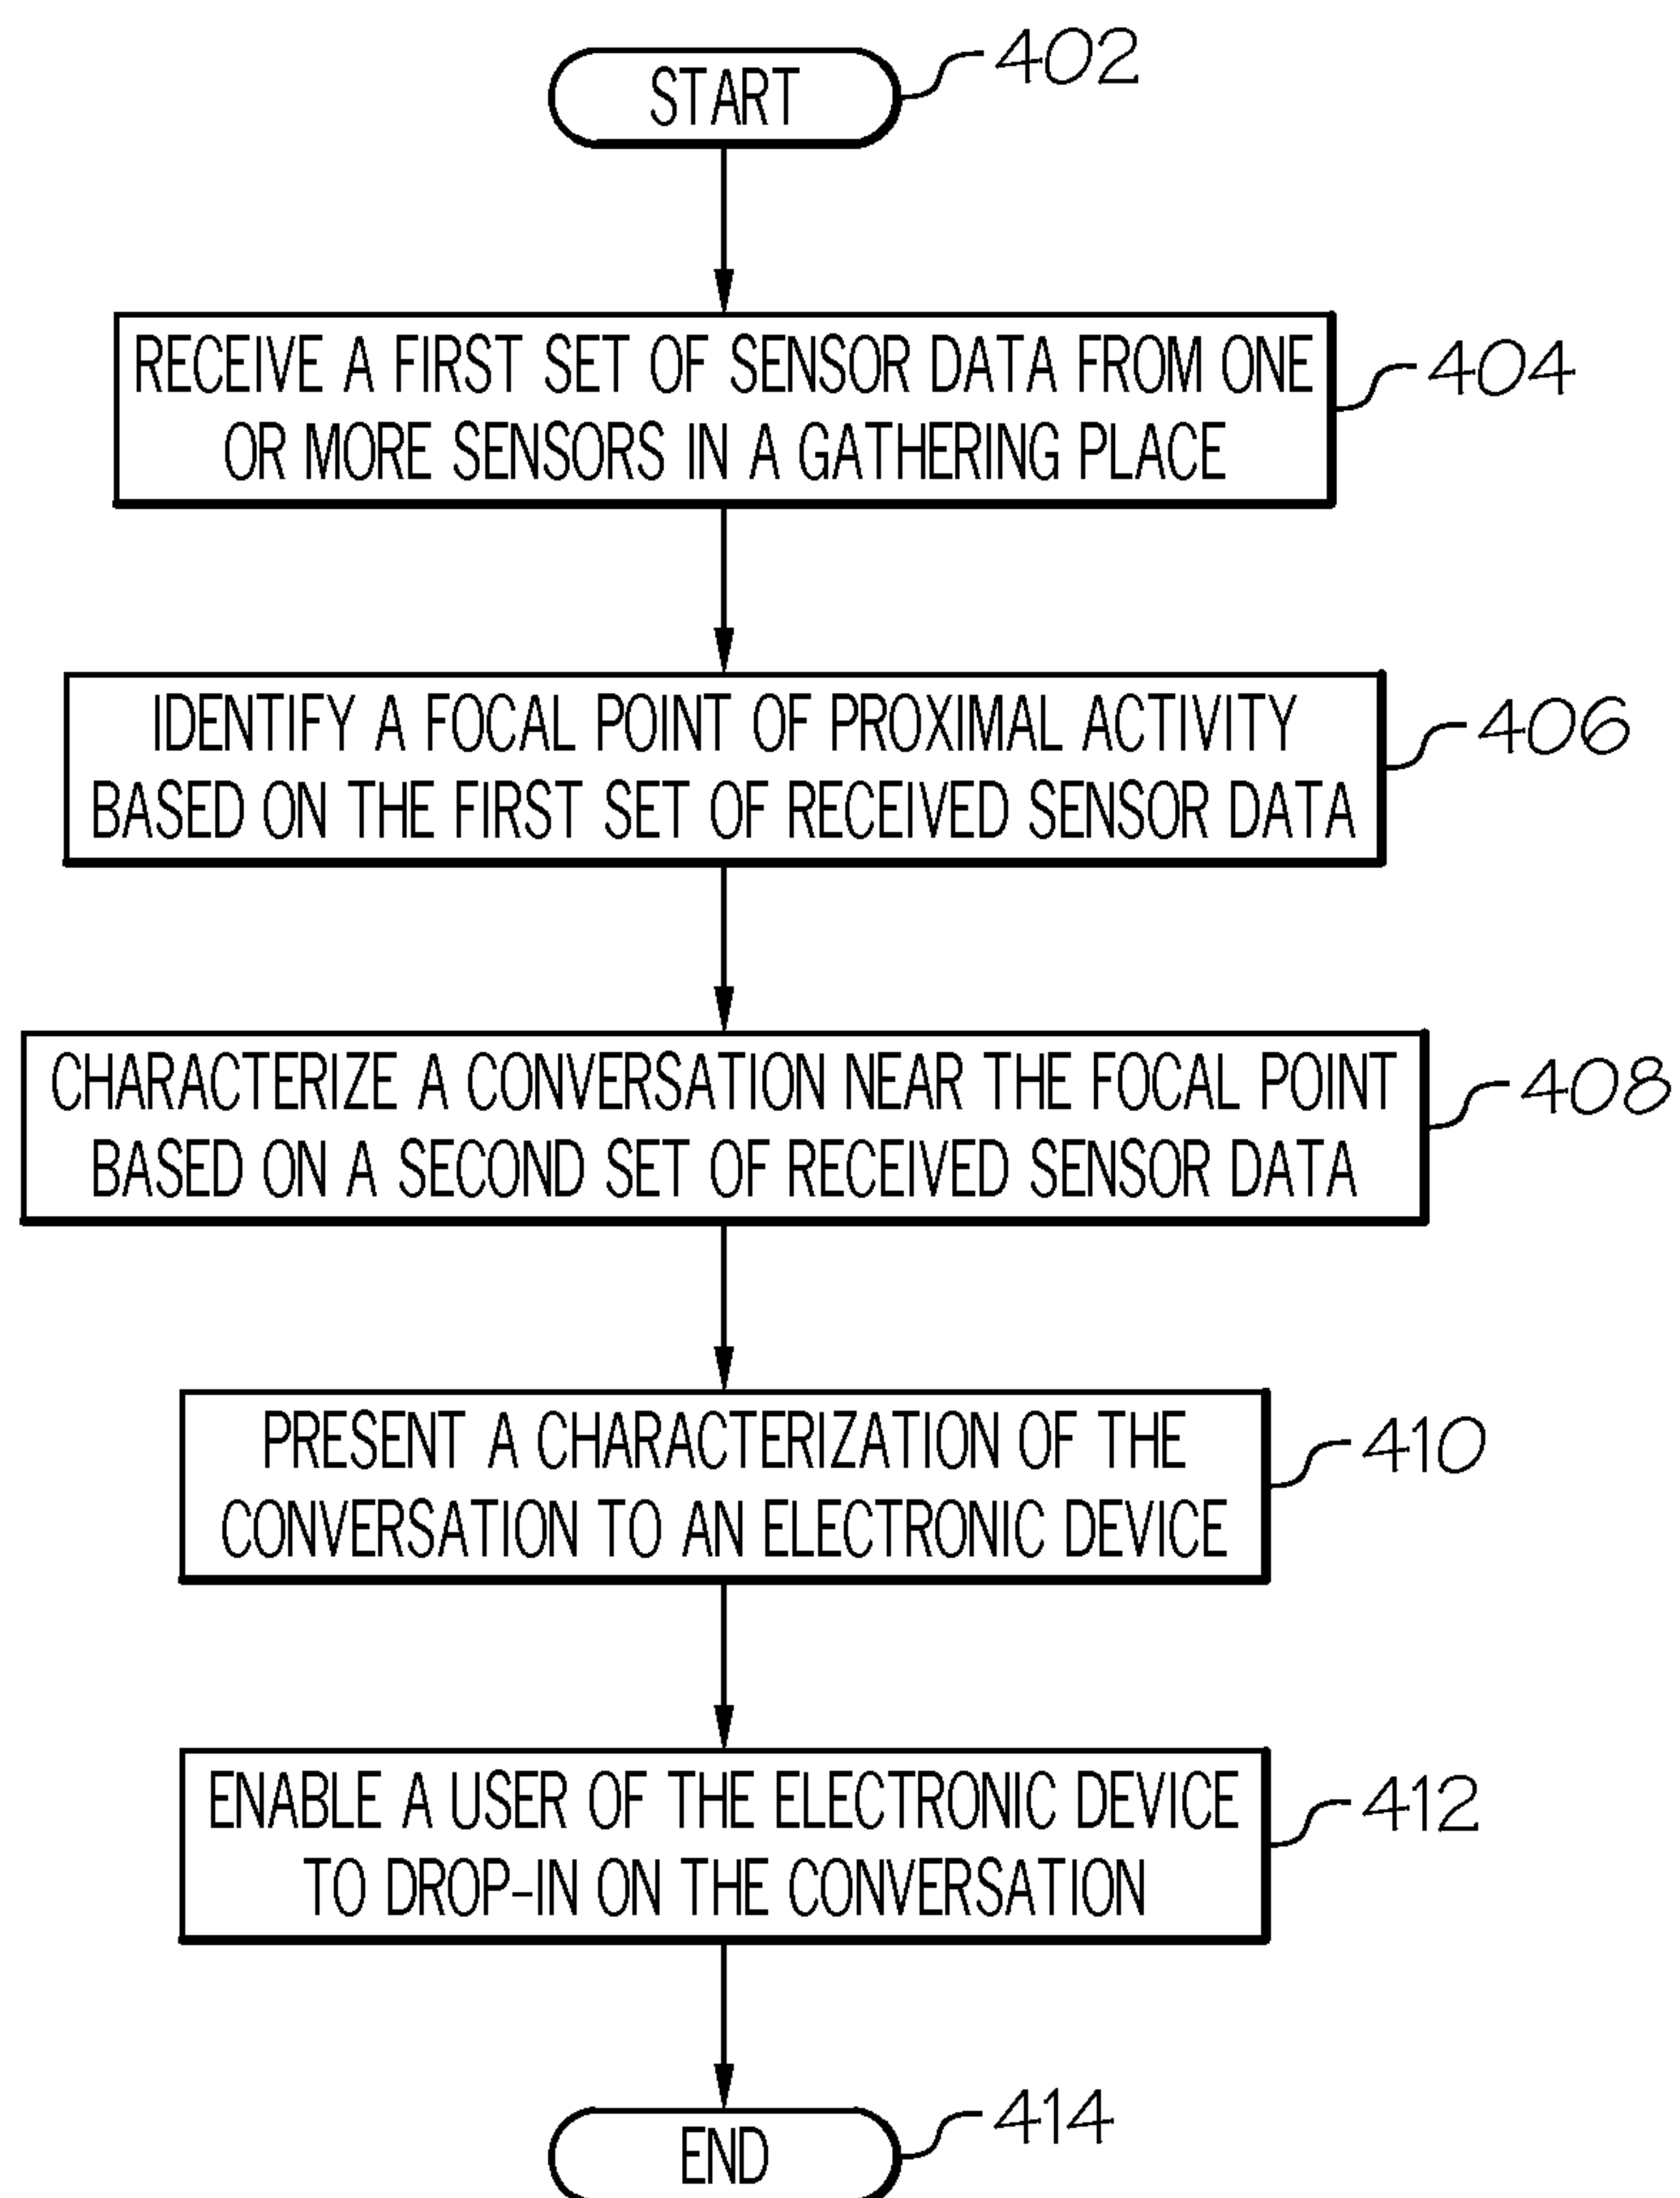 START
402
RECEIVE A FIRST SET OF SENSOR DATA FROM ONE
OR MORE SENSORS IN A GATHERING PLACE
404
IDENTIFY A FOCAL POINT OF PROXIMAL ACTIVITY
BASED ON THE FIRST SET OF RECEIVED SENSOR DATA
406
CHARACTERIZE A CONVERSATION NEAR THE FOCAL POINT
BASED ON A SECOND SET OF RECEIVED SENSOR DATA
408
PRESENT A CHARACTERIZATION OF THE
CONVERSATION TO AN ELECTRONIC DEVICE
410
ENABLE A USER OF THE ELECTRONIC DEVICE
TO DROP-IN ON THE CONVERSATION
412
END
414